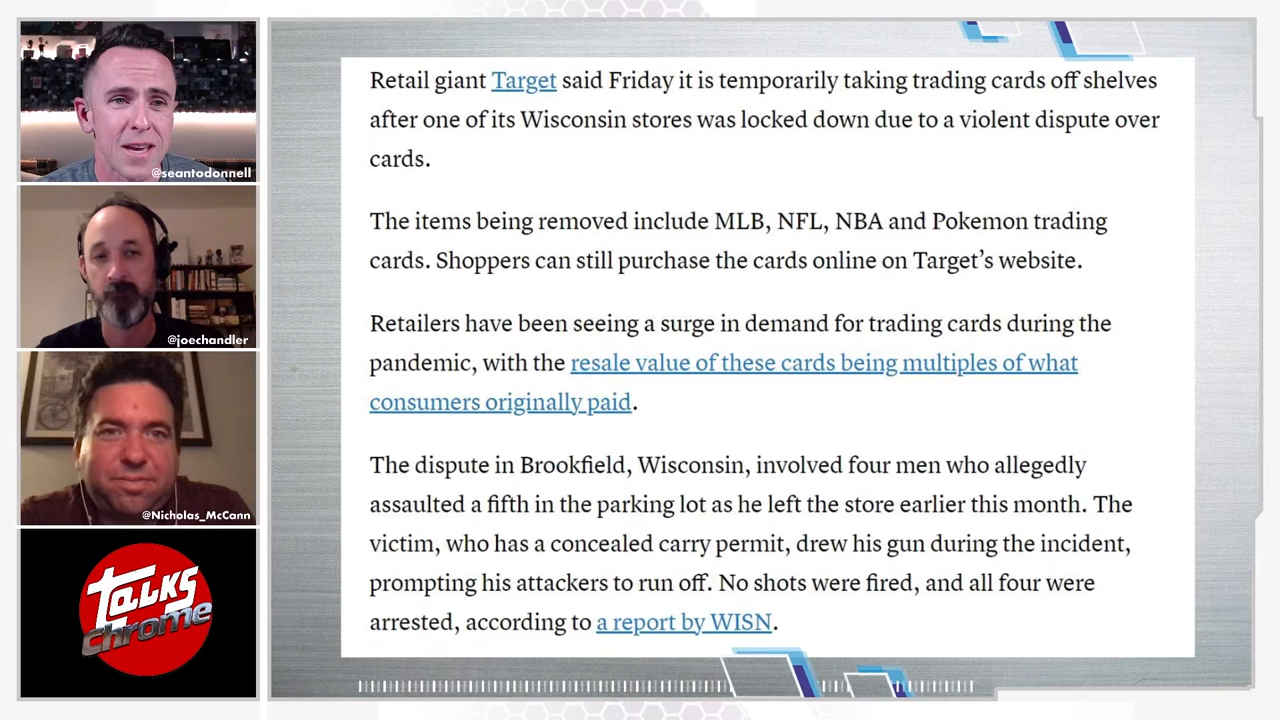 @seantodonnell
@joechandler
@Nicholas_McCann
talks
chrome
Retail giant Target said Friday it is temporarily taking trading cards off shelves
after one of its Wisconsin stores was locked down due to a violent dispute over
cards.
The items being removed include MLB, NFL, NBA and Pokemon trading
cards. Shoppers can still purchase the cards online on Target’s website.
Retailers have been seeing a surge in demand for trading cards during the
pandemic, with the resale value of these cards being multiples of what
consumers originally paid.
The dispute in Brookfield, Wisconsin, involved four men who allegedly
assaulted a fifth in the parking lot as he left the store earlier this month. The
victim, who has a concealed carry permit, drew his gun during the incident,
prompting his attackers to run off. No shots were fired, and all four were
arrested, according to a report by WISN.